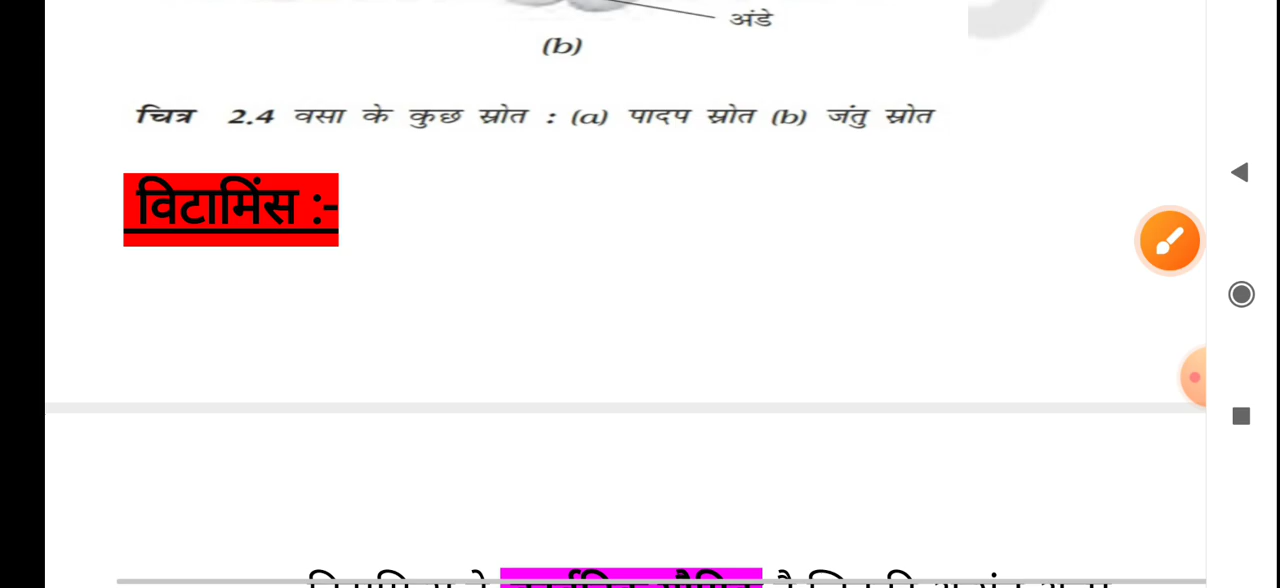 अंडे
(b)
चित्र 2.4 वसा के कुछ स्रोत : (a) पादप स्रोत (b) जंतु स्रोत
विटामिंस :-